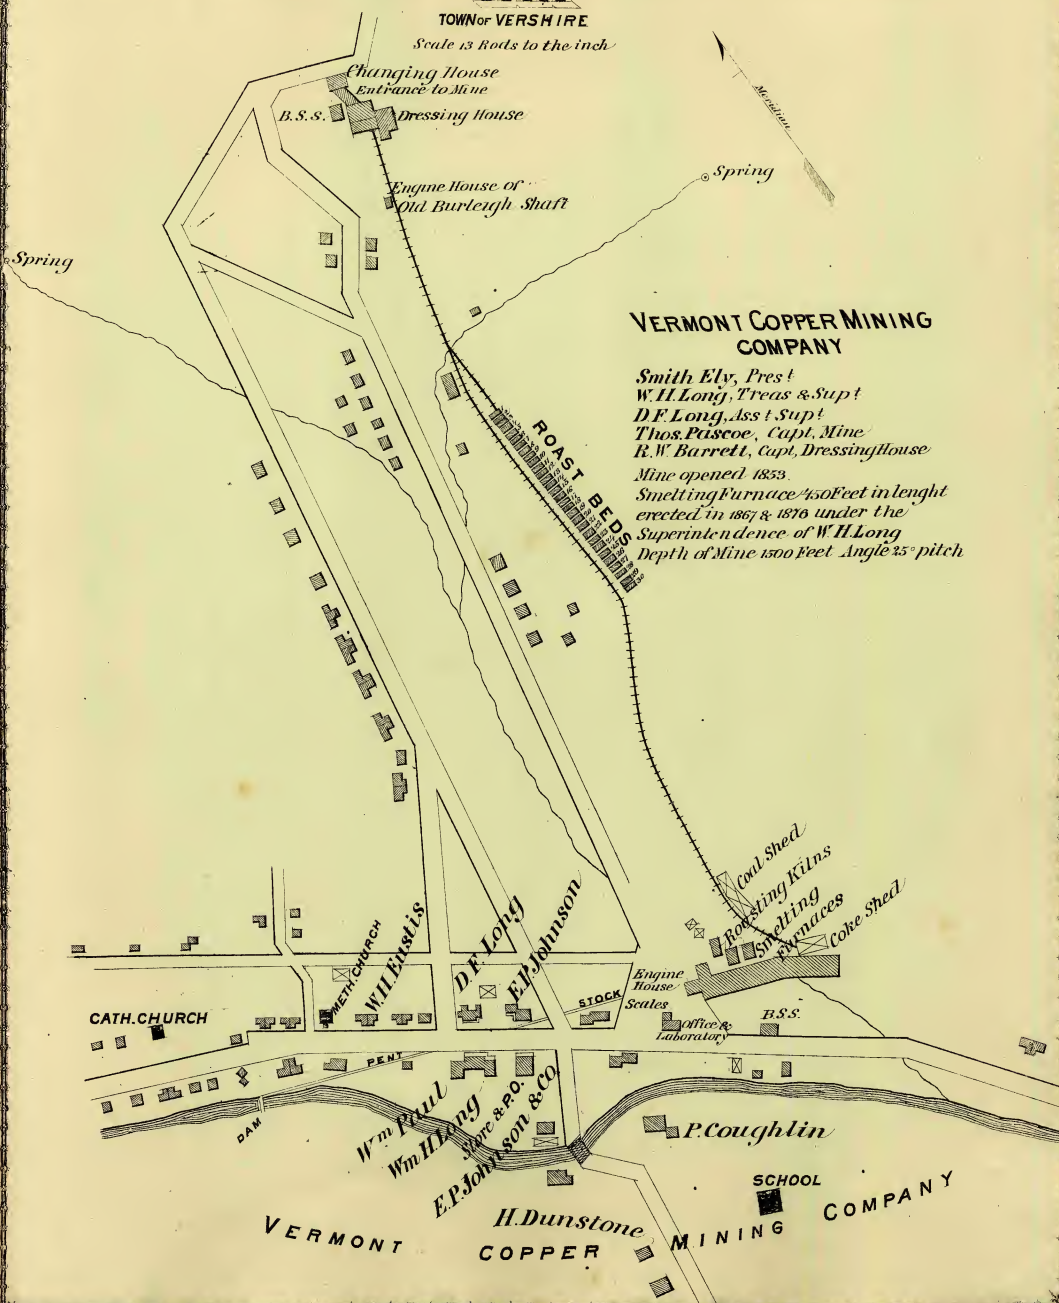 TOWN OF VERSHIRE
Scale 13 Rods to the inch
Changing House
Entrance to Mine
B.S.s.
Dressing House
Meridian
Engine House of
Old Burleigh Shaft
Spring
Spring
VERMONT COPPER MINING
COMPANY
Smith Ely, Prest
W.H.Long, Treas & Supt
D.F.Long, Asst Supt
Thos. Pascoe, Capt, Mine
R.W. Barrett, Capt, Dressing House
Mine opened 1853.
Smelting Furnace 450 Feet in lenght
erected in 1867 & 1876 under the
Superintendence of W.H.Long
Depth of Mine 1500 Feet Angle 25° pitch
ROAST BEDS
Coal Shed
Roasting Kilns
Smelting
Furnaces
Coke Shed
METH.CHURCH
W.H Eustis
D.F. Long
E.P. Johnson
STOCK
Engine
House
Scales
Office &
Laboratory
B.S.S.
CATH.CHURCH
PENT
DAM
Wm Paul
Wm H. Long
Store & P.O.
E.P. Johnson & CO.
P. Coughlin
SCHOOL
H. Dunstone
VERMONT COPPER MINING COMPANY